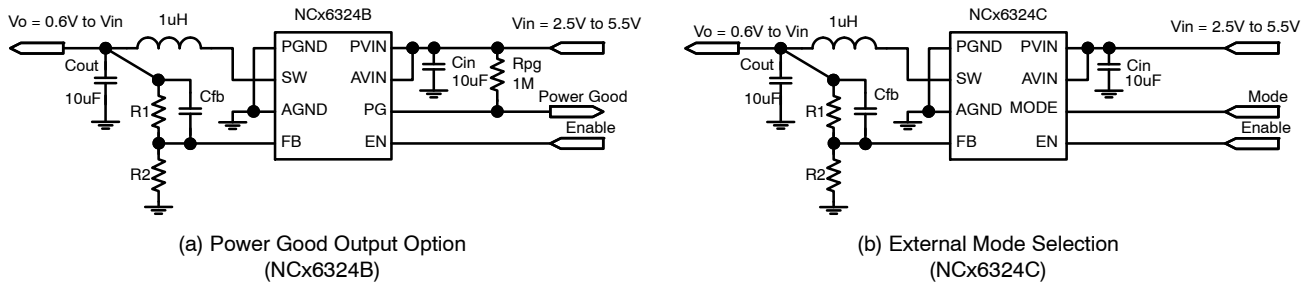 NCx6324B
Vo = 0.6V to Vin
1uH
Vin = 2.5V to 5.5V
PGND
PVIN
Cout
Cin
Rpg
SW
AVIN
10uF
1M
10uF
Cfb
Power Good
R1
AGND
PG
Enable
FB
EN
R2
(a) Power Good Output Option
(NCx6324B)
NCx6324C
Vo = 0.6V to Vin
1uH
Vin = 2.5V to 5.5V
PGND
PVIN
Cout
Cin
SW
AVIN
10uF
10uF
Cfb
Mode
R1
AGND
MODE
Enable
FB
EN
R2
(b) External Mode Selection
(NCx6324C)